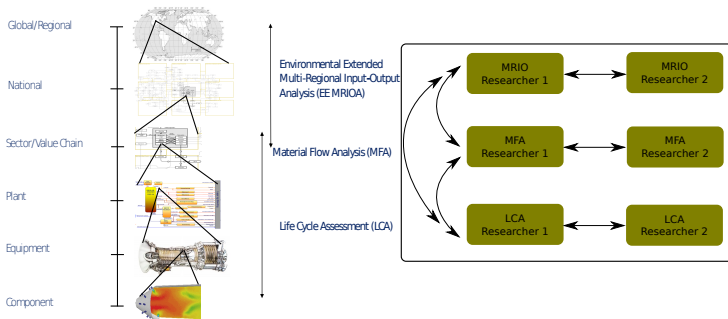 Global/Regional
National
Sector/Value Chain
Plant
Equipment
Component
Environmental Extended
Multi-Regional Input-Output
Analysis (EE MRIOA)
Material Flow Analysis (MFA)
Life Cycle Assessment (LCA)
MRIO
Researcher 1
MRIO
Researcher 2
MFA
Researcher 1
MFA
Researcher 2
LCA
Researcher 1
LCA
Researcher 2